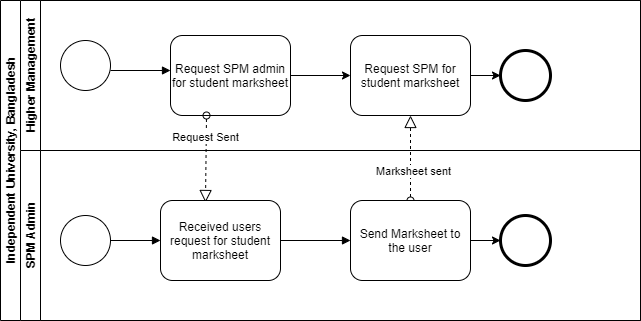 Independent University, Bangladesh
Higher Management
Request SPM admin
for student marksheet
Request SPM for
student marksheet
Request Sent
Marksheet sent
SPM Admin
Received users
request for student
marksheet
Send Marksheet to
the user